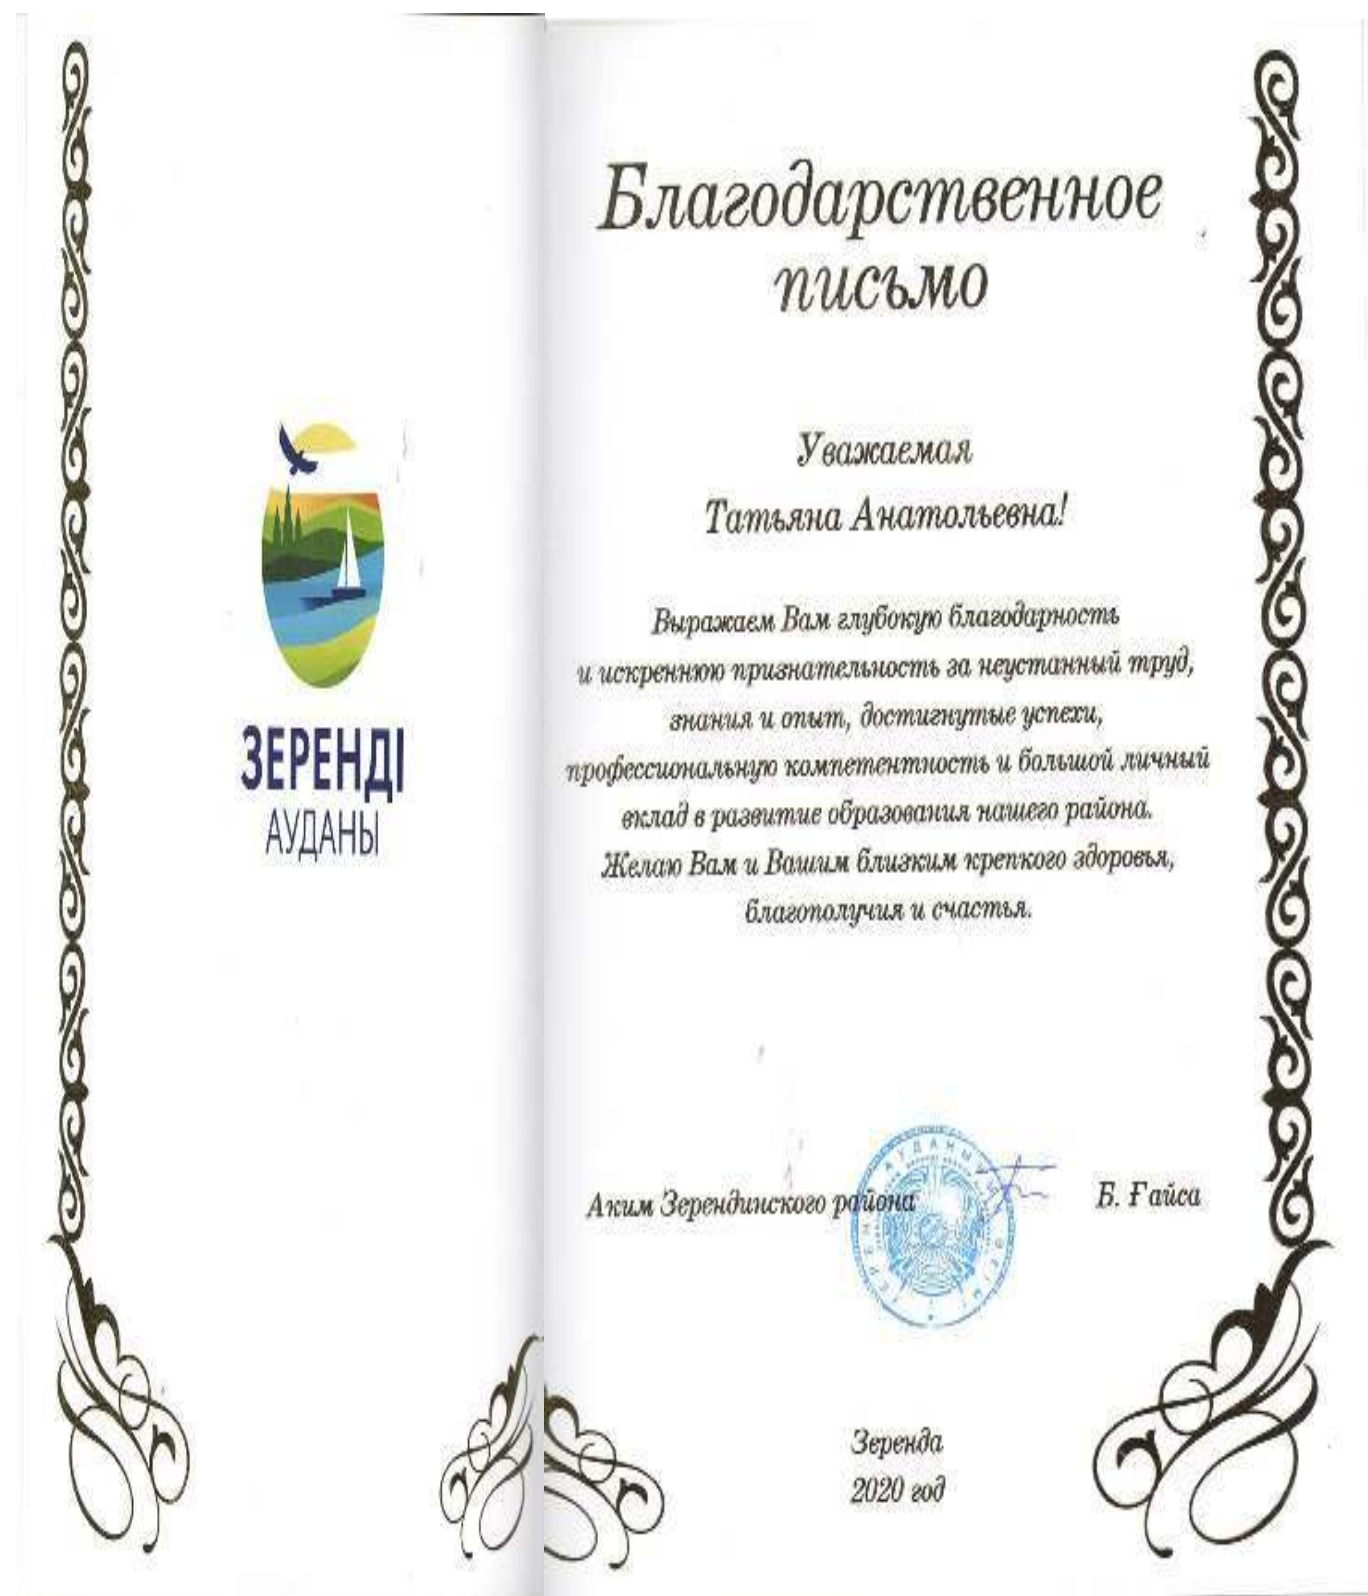 ЗЕРЕНДІ
АУДАНЫ
Благодарственное
письмо
Уважаемая
Татьяна Анатольевна!
Выражаем Вам глубокую благодарность
и искреннюю признательность за неустанный труд,
знания и опыт, достигнутые успехи,
профессиональную компетентность и большой личный
вклад в развитие образования нашего района.
Желаю Вам и Вашим близким крепкого здоровья,
благополучия и счастья.
Аким Зерендинского района
Б. Ғайса
Зеренда
2020 год